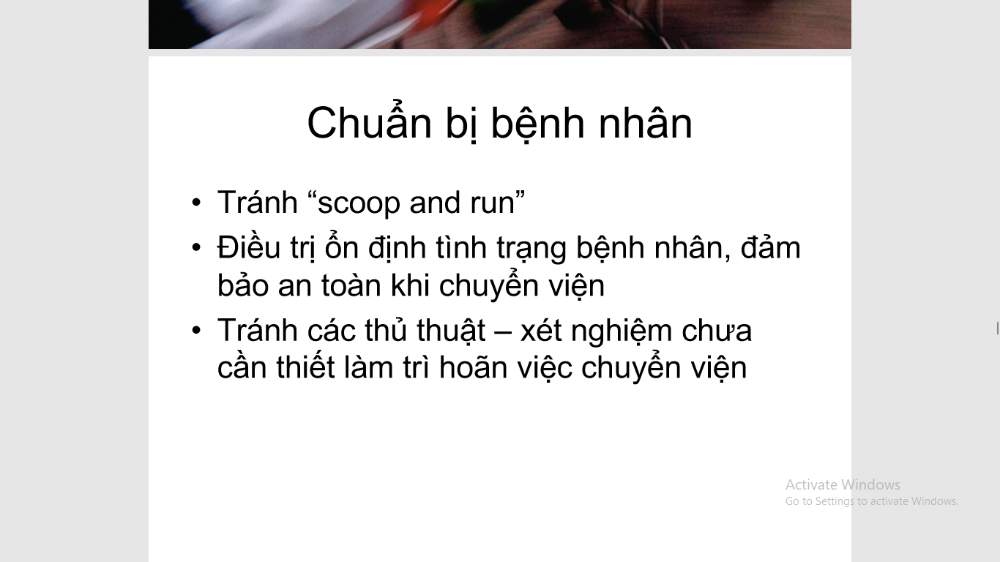 Chuẩn bị bệnh nhân
• Tránh “scoop and run”
• Điều trị ổn định tình trạng bệnh nhân, đảm
bảo an toàn khi chuyển viện
• Tránh các thủ thuật – xét nghiệm chưa
cần thiết làm trì hoãn việc chuyển viện
Activate Windows
Go to Settings to activate Windows.